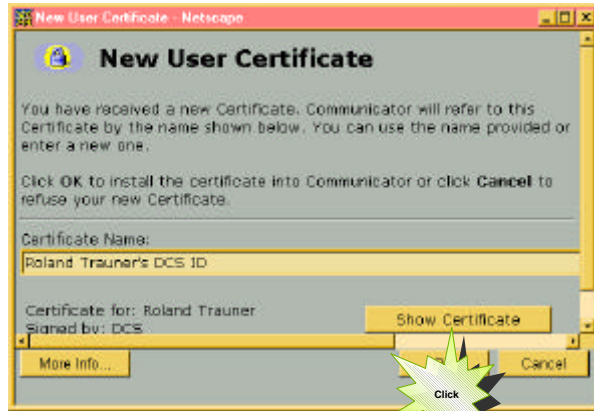 New User Certificate - Netscape
New User Certificate
You have received a new Certificate. Communicator will refer to this
Certificate by the name shown below. You can use the name provided or
enter a new one.
Click OK to install the certificate into Communicator or click Cancel to
refuse your new Certificate.
Certificate Name:
Roland Trauner's DCS ID
Certificate for: Roland Trauner
Signed by: DCS
Show Certificate
More Info...
Cancel
Click